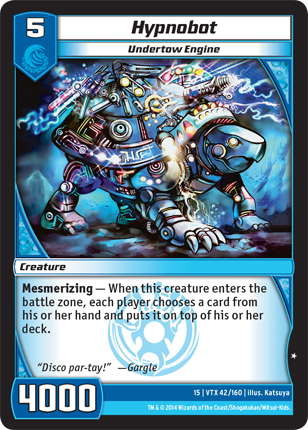 5
Hypnobot
Undertow Engine
Creature
Mesmerizing — When this creature enters the
battle zone, each player chooses a card from
his or her hand and puts it on top of his or her
deck.
"Disco par-tay!" —Gargle
4000
15 | VTX 42/160 | illus. Katsuya
TM & © 2014 Wizards of the Coast/Shogakukan/Mitsui-Kids.